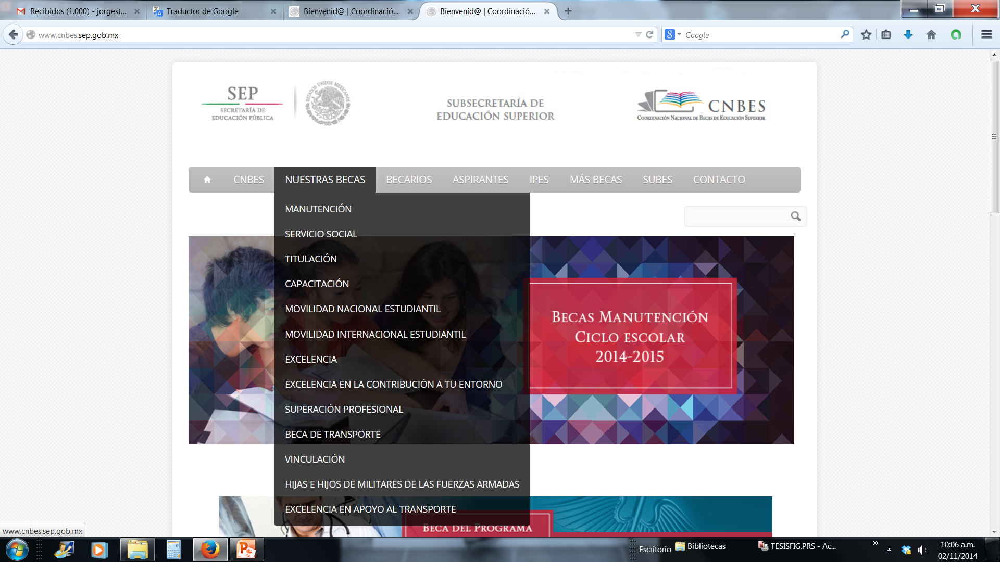 Recibidos (1.000) - jorgest...
Traductor de Google
Bienvenid@ | Coordinació...
Bienvenid@ | Coordinació...
www.cnbes.sep.gob.mx
Google
SEP
SECRETARÍA DE
EDUCACIÓN PÚBLICA
ESTADOS UNIDOS MEXICANOS
SUBSECRETARÍA DE
EDUCACIÓN SUPERIOR
CNBES
COORDINACIÓN NACIONAL DE BECAS DE EDUCACIÓN SUPERIOR
CNBES
NUESTRAS BECAS
BECARIOS
ASPIRANTES
IPES
MÁS BECAS
SUBES
CONTACTO
MANUTENCIÓN
SERVICIO SOCIAL
TITULACIÓN
CAPACITACIÓN
MOVILIDAD NACIONAL ESTUDIANTIL
MOVILIDAD INTERNACIONAL ESTUDIANTIL
EXCELENCIA
EXCELENCIA EN LA CONTRIBUCIÓN A TU ENTORNO
SUPERACIÓN PROFESIONAL
BECA DE TRANSPORTE
VINCULACIÓN
HIJAS E HIJOS DE MILITARES DE LAS FUERZAS ARMADAS
EXCELENCIA EN APOYO AL TRANSPORTE
BECAS MANUTENCIÓN
CICLO ESCOLAR
2014-2015
BECA DEL PROGRAMA
www.cnbes.sep.gob.mx
Escritorio
Bibliotecas
TESISFIG.PRS - Ac...
10:06 a.m.
02/11/2014